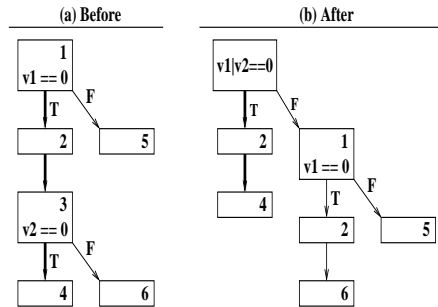 (a) Before
1
v1 == 0
T
F
2
5
3
v2 == 0
T
F
4
6
(b) After
v1|v2==0
T
F
2
1
v1 == 0
4
T
F
2
5
6